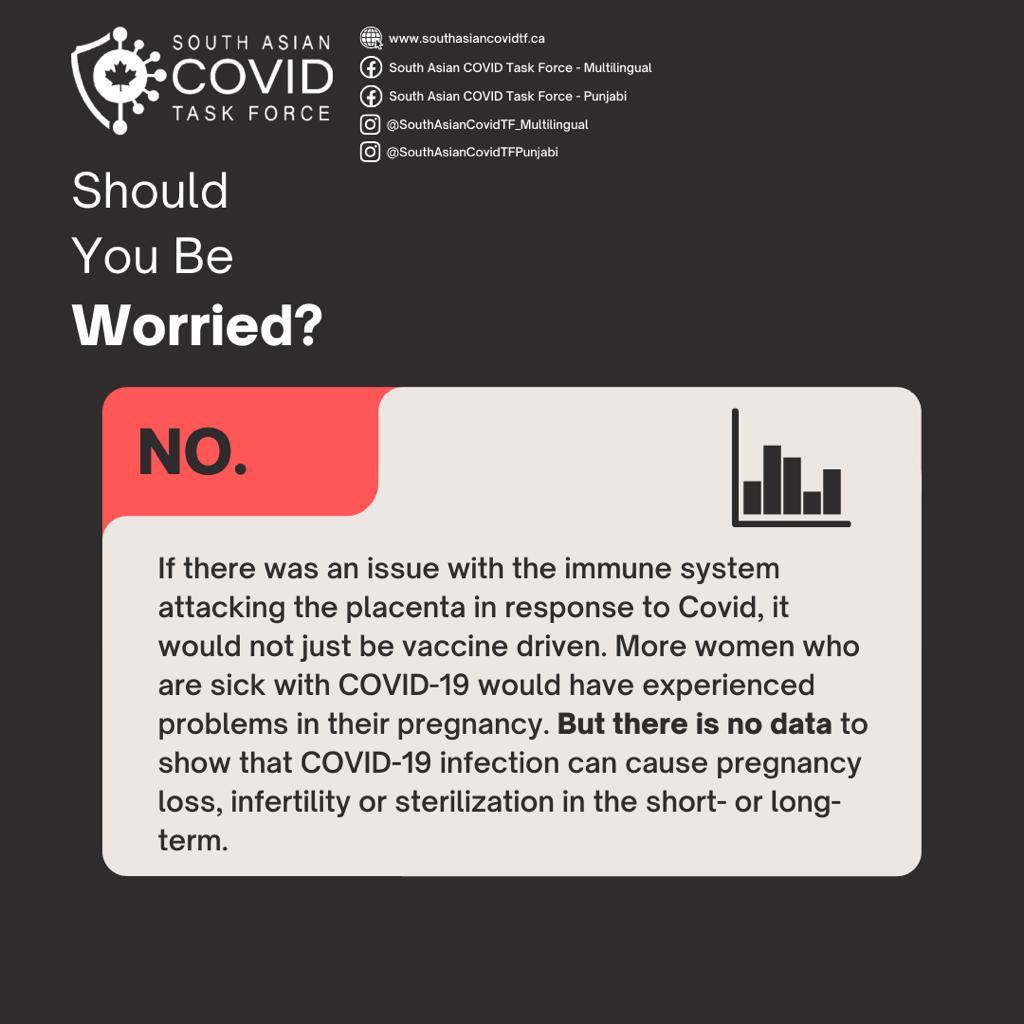 SOUTH ASIAN
COVID
TASK FORCE
www.southasiancovidtf.ca
South Asian COVID Task Force - Multilingual
South Asian COVID Task Force - Punjabi
@SouthAsianCovidTF_Multilingual
@SouthAsianCovidTFPunjabi
Should
You Be
Worried?
NO.
If there was an issue with the immune system
attacking the placenta in response to Covid, it
would not just be vaccine driven. More women who
are sick with COVID-19 would have experienced
problems in their pregnancy. But there is no data to
show that COVID-19 infection can cause pregnancy
loss, infertility or sterilization in the short- or long-
term.